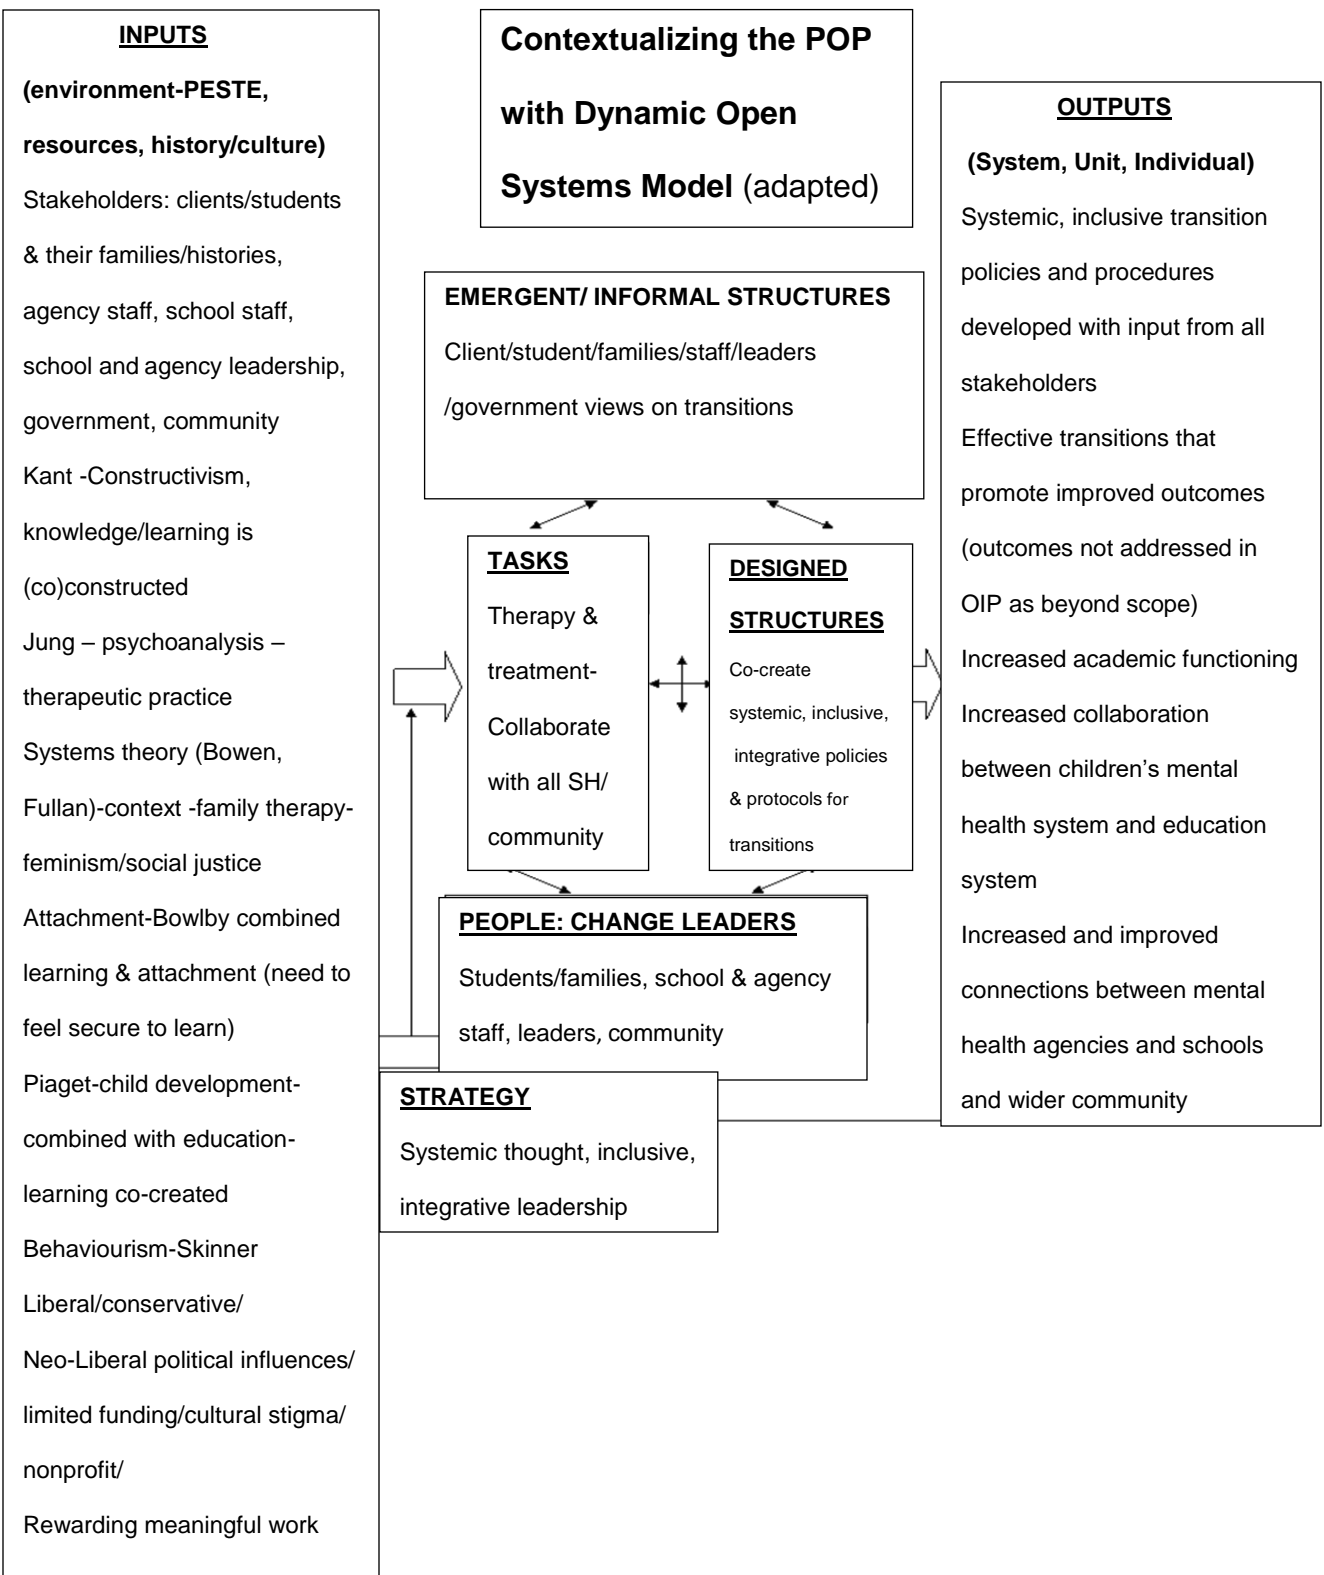 INPUTS
(environment-PESTE,
resources, history/culture)
Stakeholders: clients/students
& their families/histories,
agency staff, school staff,
school and agency leadership,
government, community
Kant -Constructivism,
knowledge/learning is
(co)constructed
Jung – psychoanalysis –
therapeutic practice
Systems theory (Bowen,
Fullan)-context -family therapy-
feminism/social justice
Attachment-Bowlby combined
learning & attachment (need to
feel secure to learn)
Piaget-child development-
combined with education-
learning co-created
Behaviourism-Skinner
Liberal/conservative/
Neo-Liberal political influences/
limited funding/cultural stigma/
nonprofit/
Rewarding meaningful work
Contextualizing the POP
with Dynamic Open
Systems Model (adapted)
EMERGENT/ INFORMAL STRUCTURES
Client/student/families/staff/leaders
/government views on transitions
TASKS
Therapy &
treatment-
Collaborate
with all SH/
community
DESIGNED
STRUCTURES
Co-create
systemic, inclusive,
integrative policies
& protocols for
transitions
PEOPLE: CHANGE LEADERS
Students/families, school & agency
staff, leaders, community
STRATEGY
Systemic thought, inclusive,
integrative leadership
OUTPUTS
(System, Unit, Individual)
Systemic, inclusive transition
policies and procedures
developed with input from all
stakeholders
Effective transitions that
promote improved outcomes
(outcomes not addressed in
OIP as beyond scope)
Increased academic functioning
Increased collaboration
between children's mental
health system and education
system
Increased and improved
connections between mental
health agencies and schools
and wider community